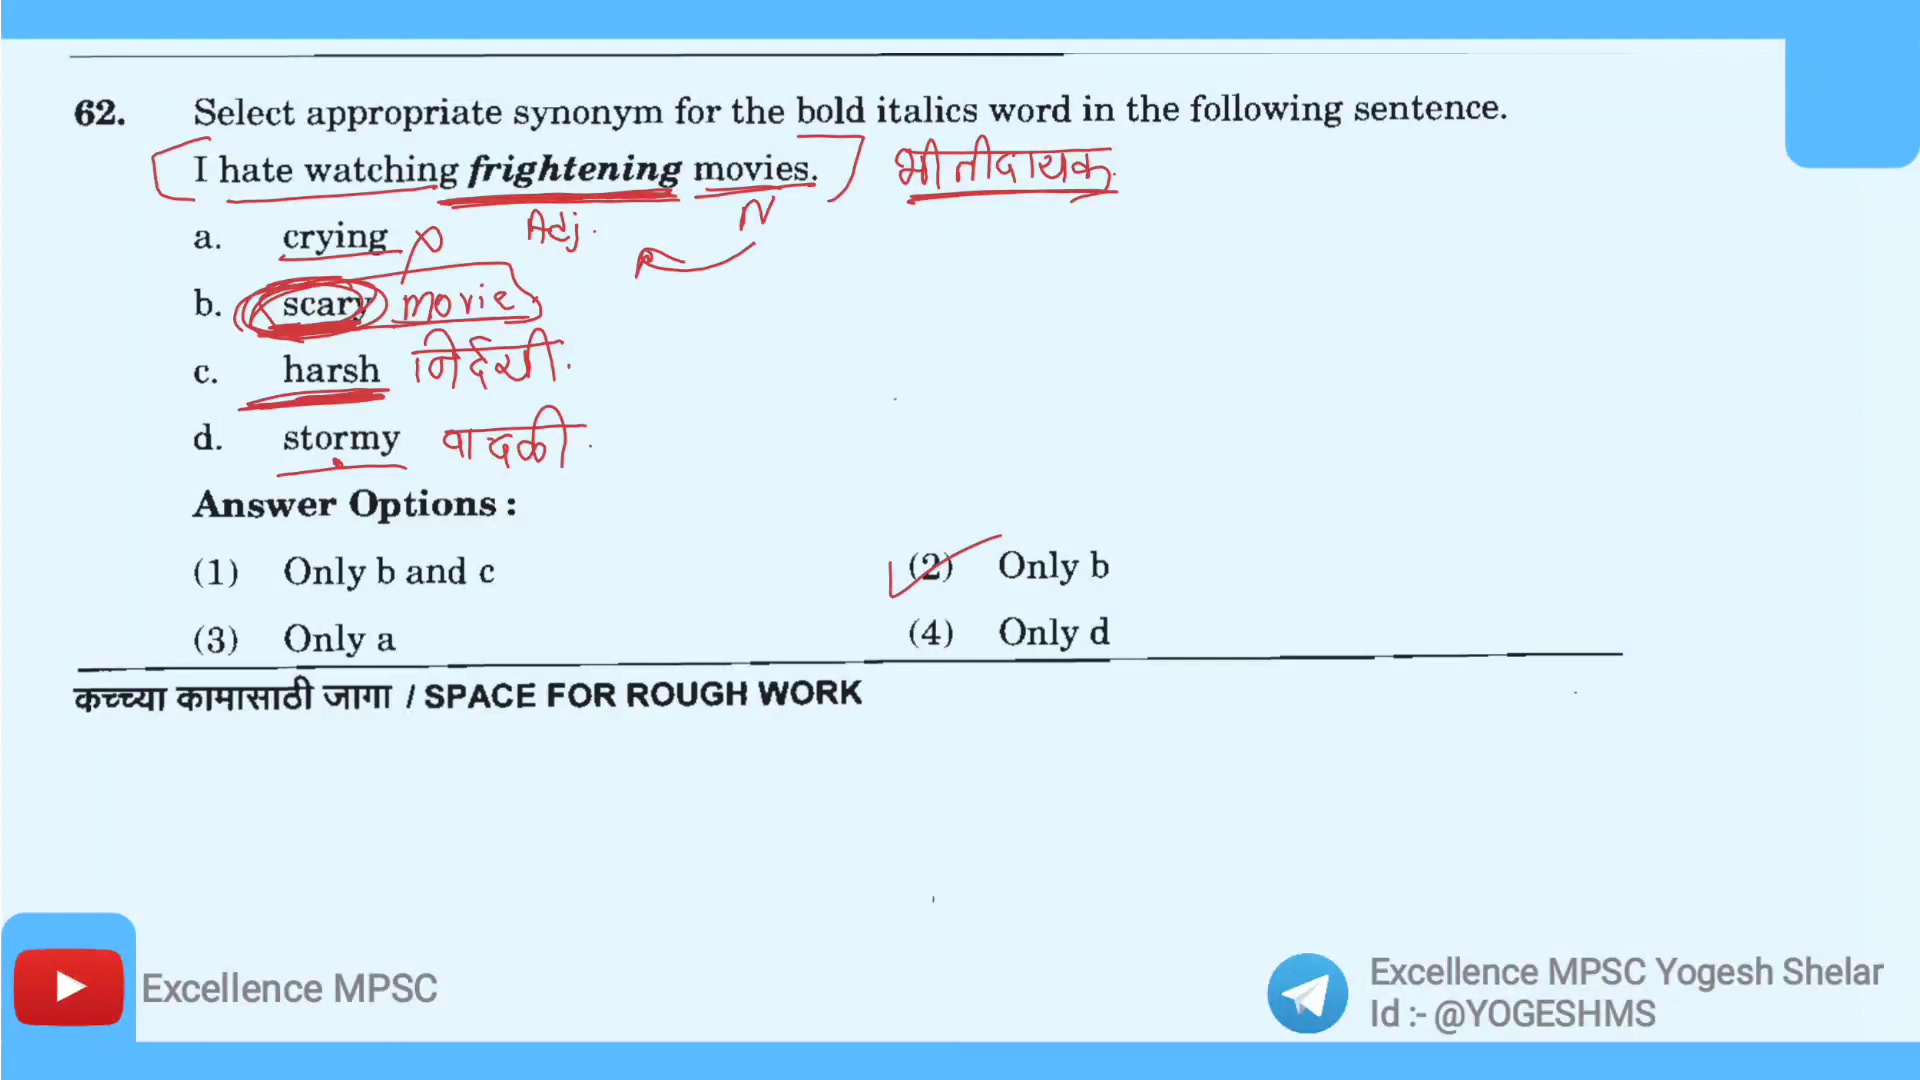 62. Select appropriate synonym for the bold italics word in the following sentence.
I hate watching frightening movies. भीतीदायक
Adj. N
a. crying
b. scary movie
c. harsh निर्दयी.
d. stormy वादळी.
Answer Options :
(1) Only b and c (2) Only b
(3) Only a (4) Only d
कच्च्या कामासाठी जागा / SPACE FOR ROUGH WORK
Excellence MPSC
Excellence MPSC Yogesh Shelar
Id :- @YOGESHMS